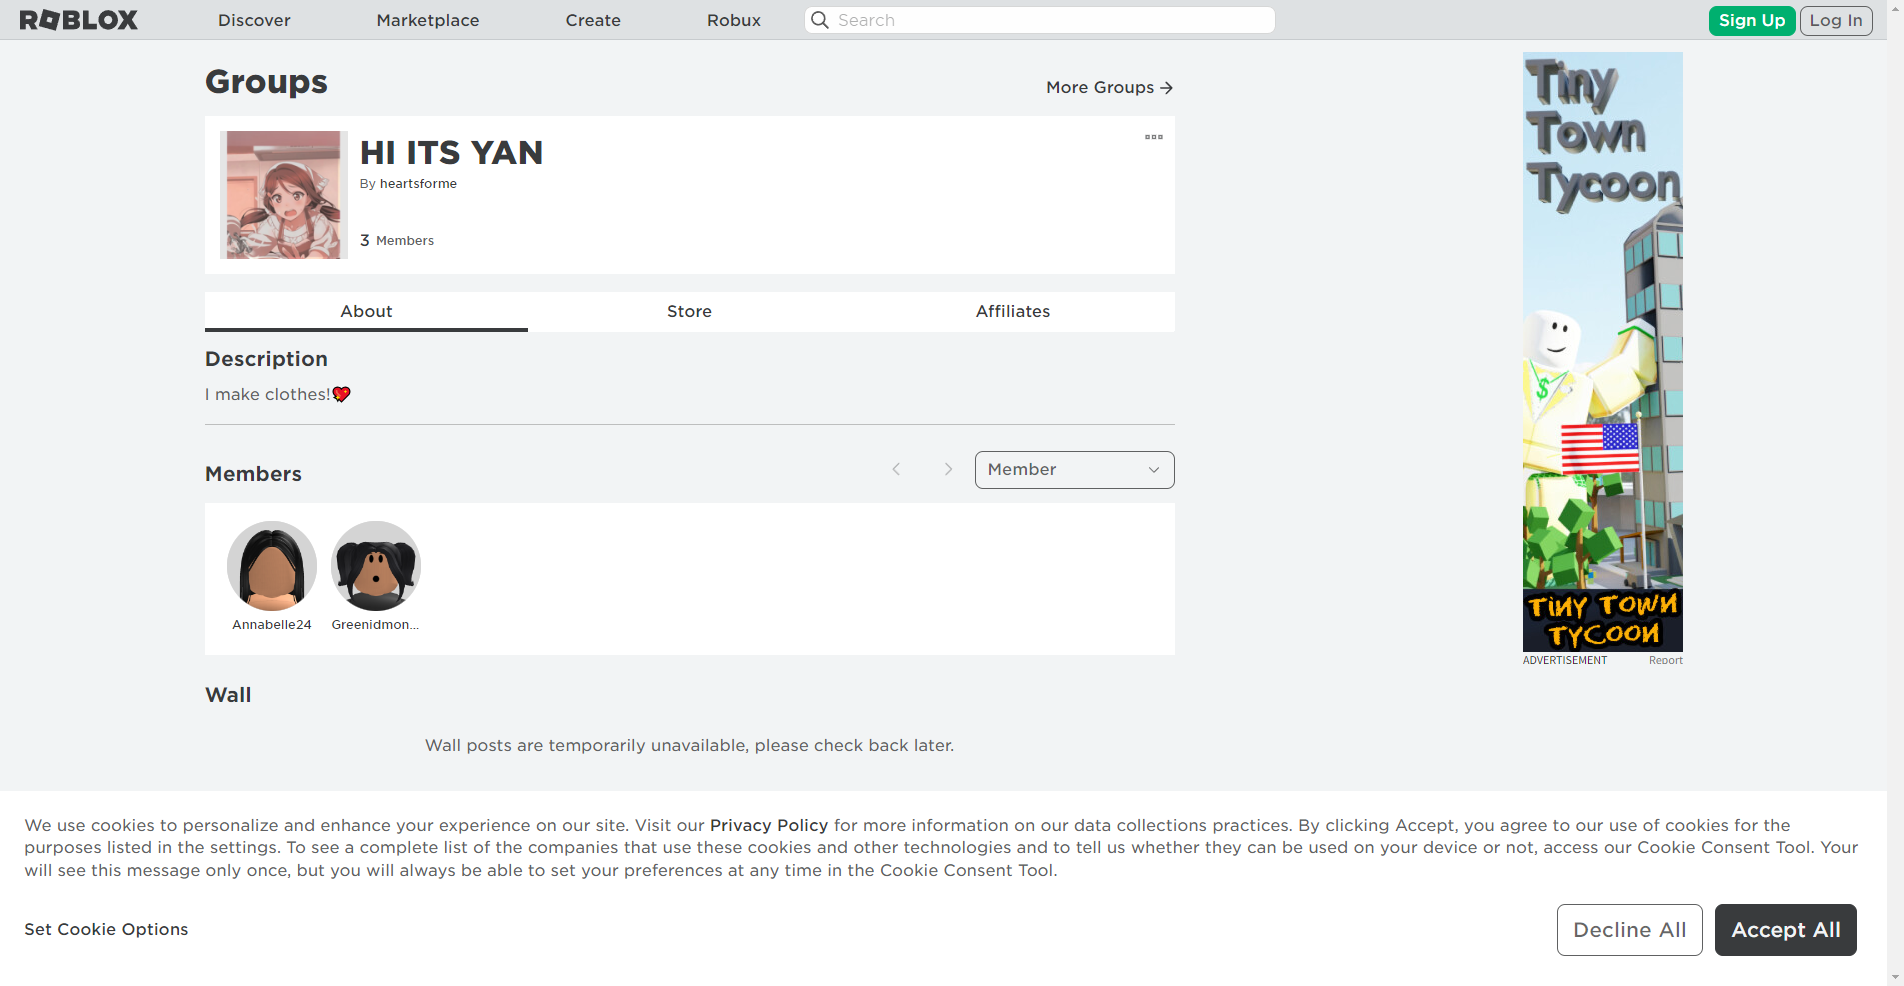 ROBLOX
Discover
Marketplace
Create
Robux
Search
Sign Up
Log In
Groups
More Groups
HI ITS YAN
By heartsforme
3 Members
About
Store
Affiliates
Description
I make clothes!💖
Members
Member
Annabelle24
Greenidmon...
Wall
Wall posts are temporarily unavailable, please check back later.
Tiny
Town
Tycoon
$
TINY TOWN
TYCOON
ADVERTISEMENT
Report
We use cookies to personalize and enhance your experience on our site. Visit our Privacy Policy for more information on our data collections practices. By clicking Accept, you agree to our use of cookies for the
purposes listed in the settings. To see a complete list of the companies that use these cookies and other technologies and to tell us whether they can be used on your device or not, access our Cookie Consent Tool. Your
will see this message only once, but you will always be able to set your preferences at any time in the Cookie Consent Tool.
Set Cookie Options
Decline All
Accept All